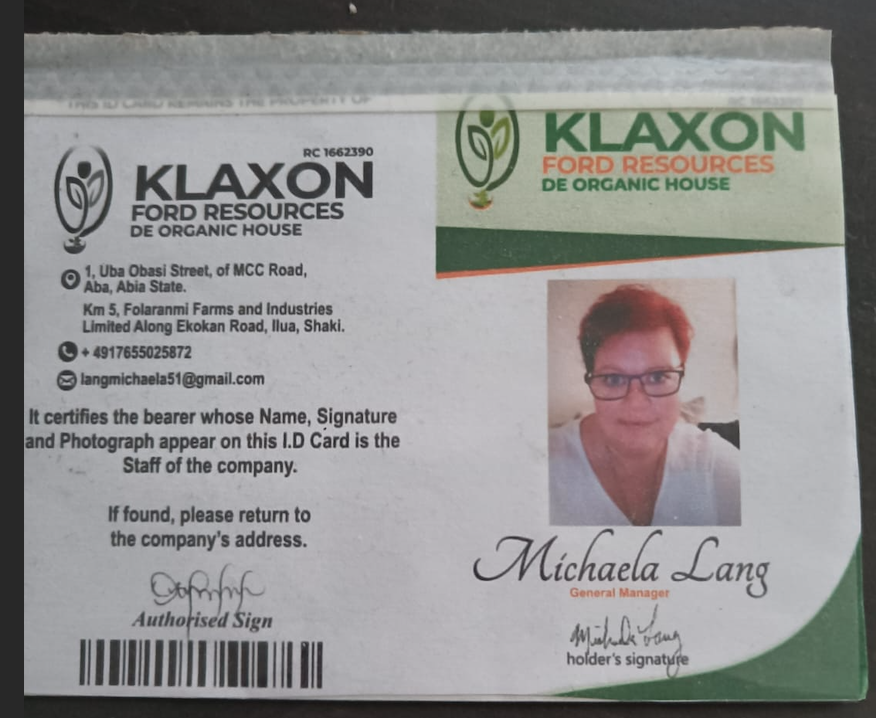 THIS ID CARD REMAINS THE PROPERTY OF
RC 1662390
KLAXON
FORD RESOURCES
DE ORGANIC HOUSE
1, Uba Obasi Street, of MCC Road,
Aba, Abia State.
Km 5, Folaranmi Farms and Industries
Limited Along Ekokan Road, Ilua, Shaki.
+ 4917655025872
langmichaela51@gmail.com
It certifies the bearer whose Name, Signature
and Photograph appear on this I.D Card is the
Staff of the company.
If found, please return to
the company's address.
Authorised Sign
RC 1662390
KLAXON
FORD RESOURCES
DE ORGANIC HOUSE
Michaela Lang
General Manager
holder's signature